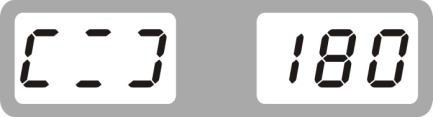 [ = ] 180